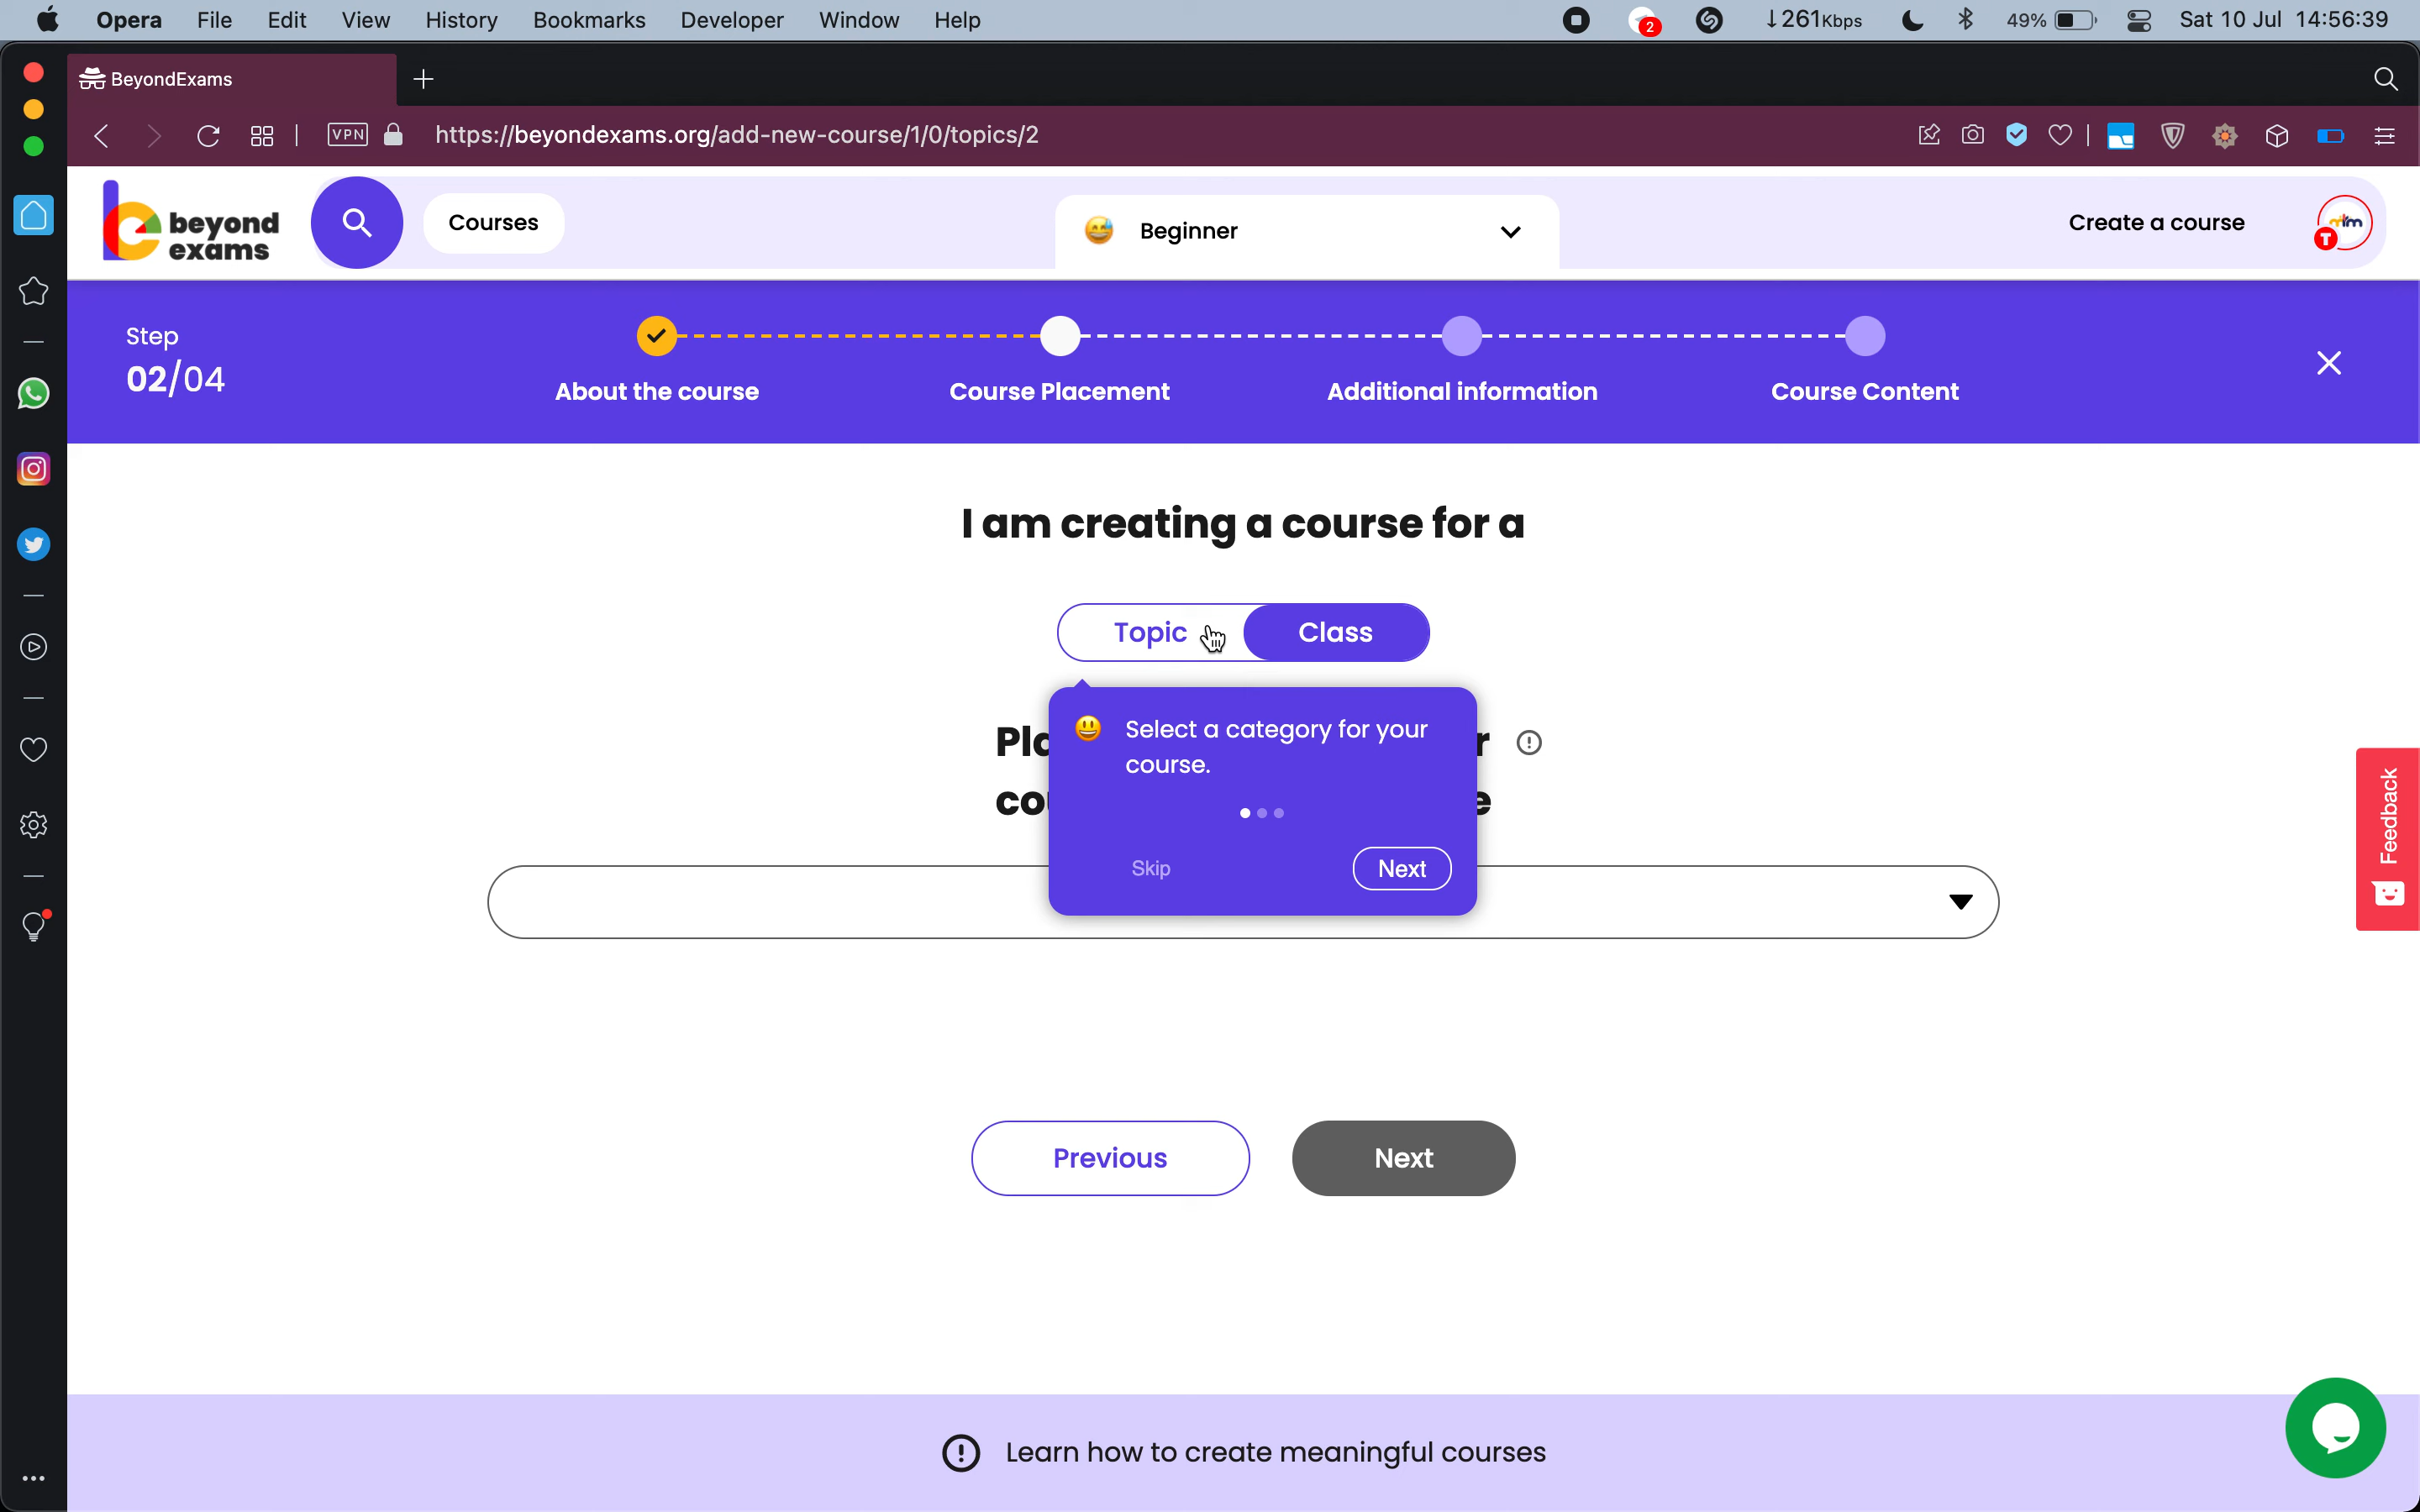 Opera File Edit View History Bookmarks Developer Window Help 2 ↓261Kbps 49% Sat 10 Jul 14:56:39
BeyondExams
VPN https://beyondexams.org/add-new-course/1/0/topics/2
beyond exams
Courses
Beginner
Create a course
T
Step
02/04
About the course
Course Placement
Additional information
Course Content
I am creating a course for a
Topic Class
Select a category for your
course.
Skip Next
Feedback
Previous Next
Learn how to create meaningful courses